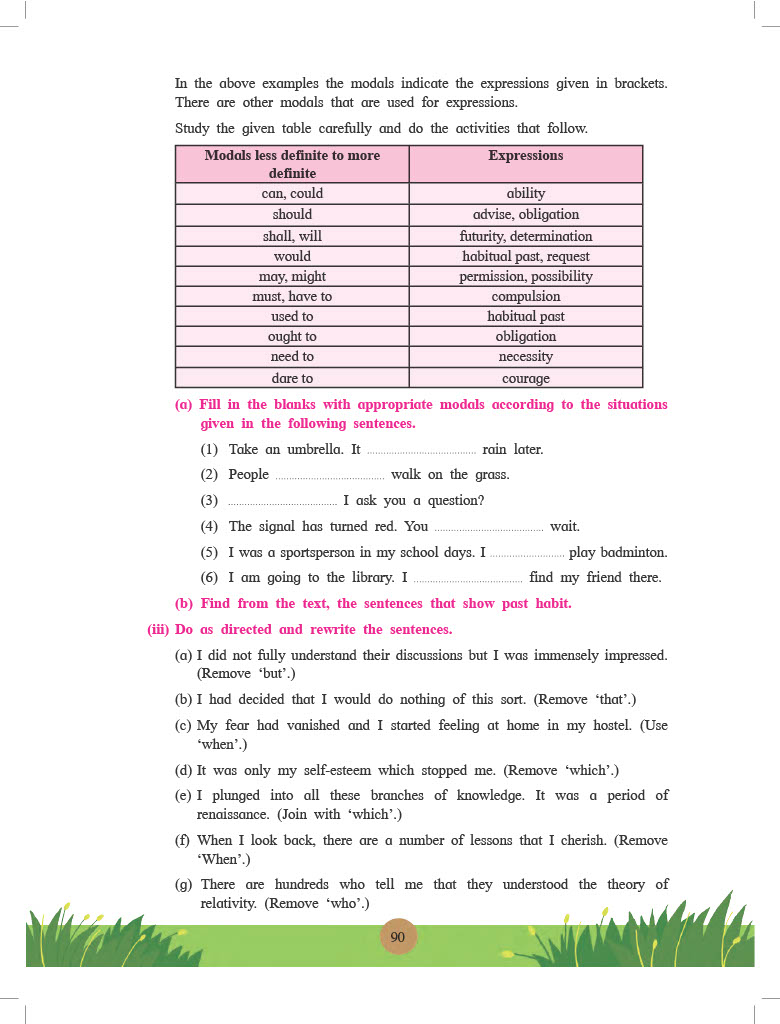 In the above examples the modals indicate the expressions given in brackets.
There are other modals that are used for expressions.
Study the given table carefully and do the activities that follow.
Modals less definite to more definite Expressions
can, could ability
should advise, obligation
shall, will futurity, determination
would habitual past, request
may, might permission, possibility
must, have to compulsion
used to habitual past
ought to obligation
need to necessity
dare to courage
(a) Fill in the blanks with appropriate modals according to the situations
given in the following sentences.
(1) Take an umbrella. It ...................................... rain later.
(2) People ...................................... walk on the grass.
(3) ...................................... I ask you a question?
(4) The signal has turned red. You ...................................... wait.
(5) I was a sportsperson in my school days. I .......................... play badminton.
(6) I am going to the library. I ...................................... find my friend there.
(b) Find from the text, the sentences that show past habit.
(iii) Do as directed and rewrite the sentences.
(a) I did not fully understand their discussions but I was immensely impressed.
(Remove ‘but’.)
(b) I had decided that I would do nothing of this sort. (Remove ‘that’.)
(c) My fear had vanished and I started feeling at home in my hostel. (Use
‘when’.)
(d) It was only my self-esteem which stopped me. (Remove ‘which’.)
(e) I plunged into all these branches of knowledge. It was a period of
renaissance. (Join with ‘which’.)
(f) When I look back, there are a number of lessons that I cherish. (Remove
‘When’.)
(g) There are hundreds who tell me that they understood the theory of
relativity. (Remove ‘who’.)
90